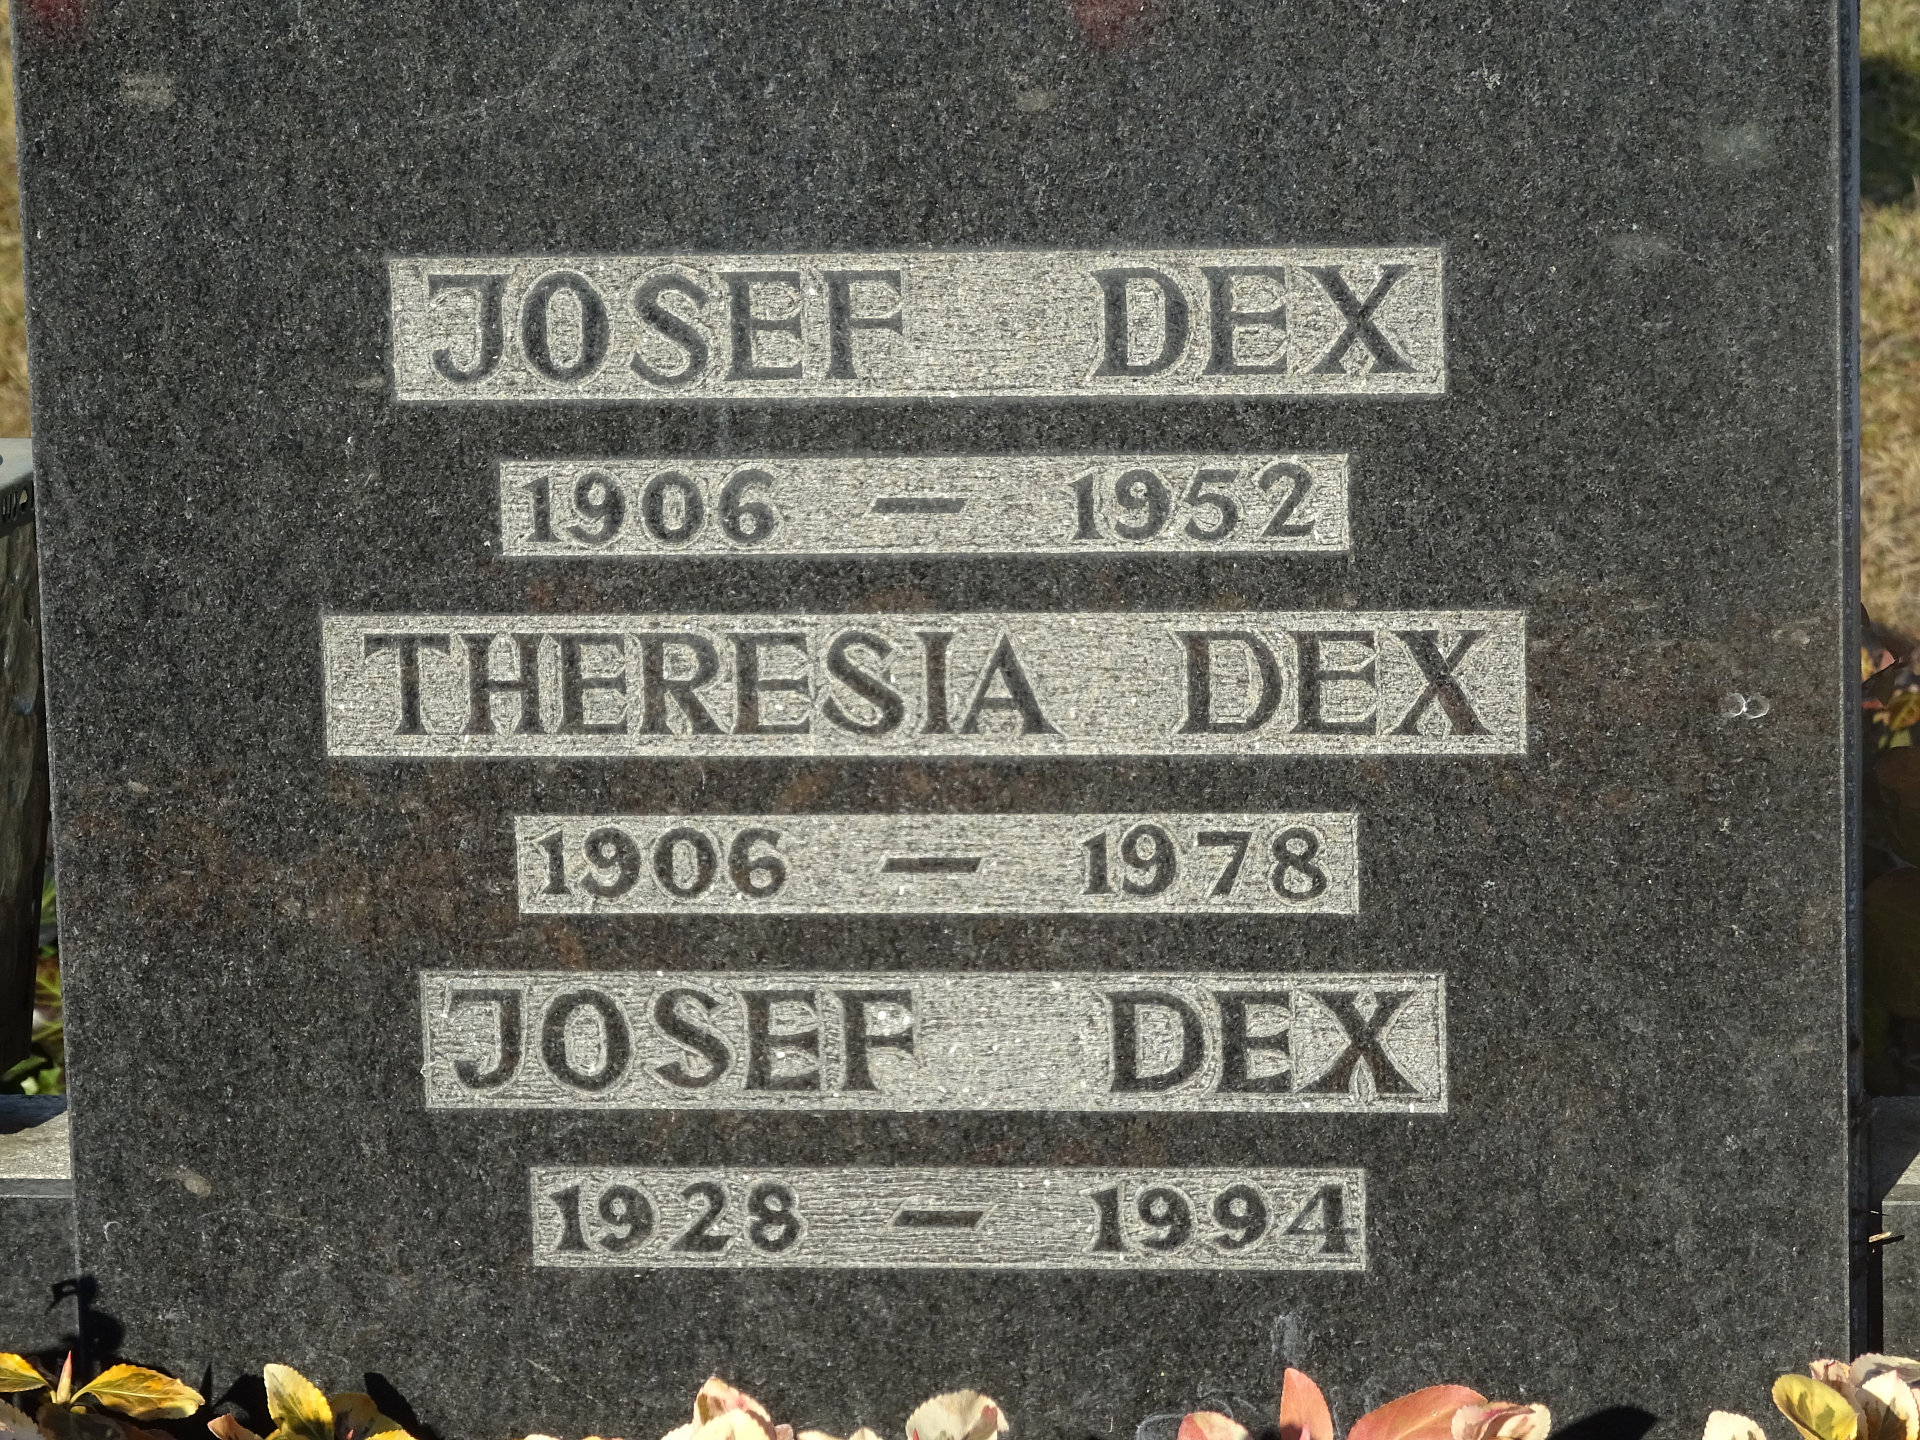 JOSEF DEX
1906 – 1952
THERESIA DEX
1906 – 1978
JOSEF DEX
1928 – 1994